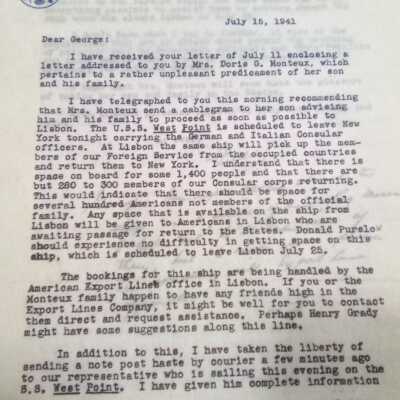 July 15, 1941
Dear George:
I have received your letter of July 11 enclosing a
letter addressed to you by Mrs. Doris G. Monteux, which
pertains to a rather unpleasant predicament of her son
and his family.
I have telegraphed to you this morning recommending
that Mrs. Monteux send a cablegram to her son advising
him and his family to proceed as soon as possible to
Lisbon. The U.S.S. West Point is scheduled to leave New
York tonight carrying the German and Italian Consular
officers. At Lisbon the same ship will pick up the mem-
bers of our Foreign Service from the occupied countries
and return them to New York. I understand that there is
space on board for some 1,400 people and that there are
but 280 to 300 members of our Consular corps returning.
This would indicate that there should be space for
several hundred Americans not members of the official
family. Any space that is available on the ship from
Lisbon will be given to Americans in Lisbon who are
awaiting passage for return to the States. Donald Purslo
should experience no difficulty in getting space on this
ship, which is scheduled to leave Lisbon July 25.
The bookings for this ship are being handled by the
American Export Lines office in Lisbon. If you or the
Monteux family happen to have any friends high in the
Export Lines Company, it might be well for you to contact
them direct and request assistance. Perhaps Henry Grady
might have some suggestions along this line.
In addition to this, I have taken the liberty of
sending a note post haste by courier a few minutes ago
to our representative who is sailing this evening on the
S.S. West Point. I have given him complete information